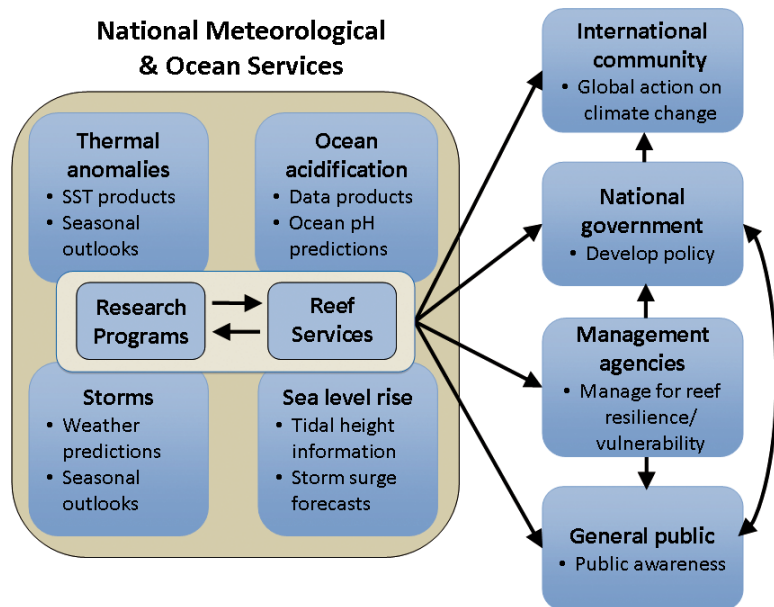 National Meteorological
& Ocean Services
Thermal
anomalies
• SST products
• Seasonal
outlooks
Ocean
acidification
• Data products
• Ocean pH
predictions
Research
Programs
Reef
Services
Storms
• Weather
predictions
• Seasonal
outlooks
Sea level rise
• Tidal height
information
• Storm surge
forecasts
International
community
• Global action on
climate change
National
government
• Develop policy
Management
agencies
• Manage for reef
resilience/
vulnerability
General public
• Public awareness